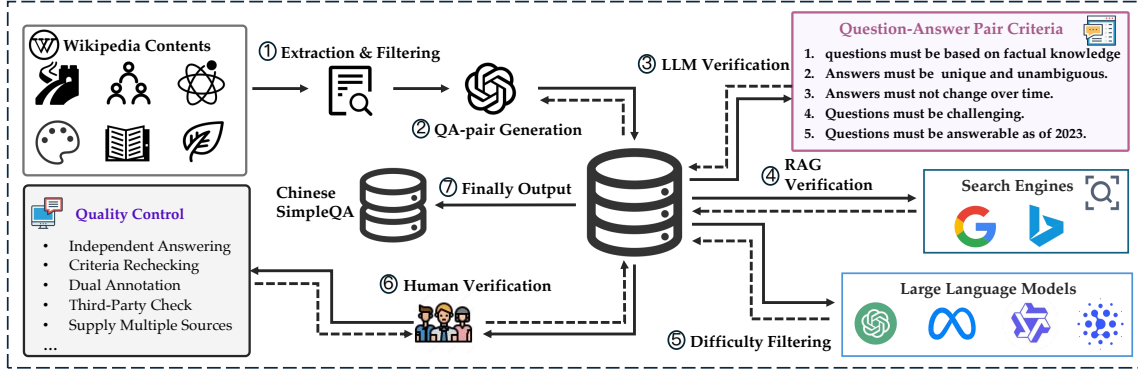 Wikipedia Contents
① Extraction & Filtering
② QA-pair Generation
③ LLM Verification
Question-Answer Pair Criteria
1. questions must be based on factual knowledge
2. Answers must be unique and unambiguous.
3. Answers must not change over time.
4. Questions must be challenging.
5. Questions must be answerable as of 2023.
④ RAG
Verification
Search Engines
Large Language Models
⑤ Difficulty Filtering
⑥ Human Verification
⑦ Finally Output
Chinese
SimpleQA
Quality Control
• Independent Answering
• Criteria Rechecking
• Dual Annotation
• Third-Party Check
• Supply Multiple Sources
...